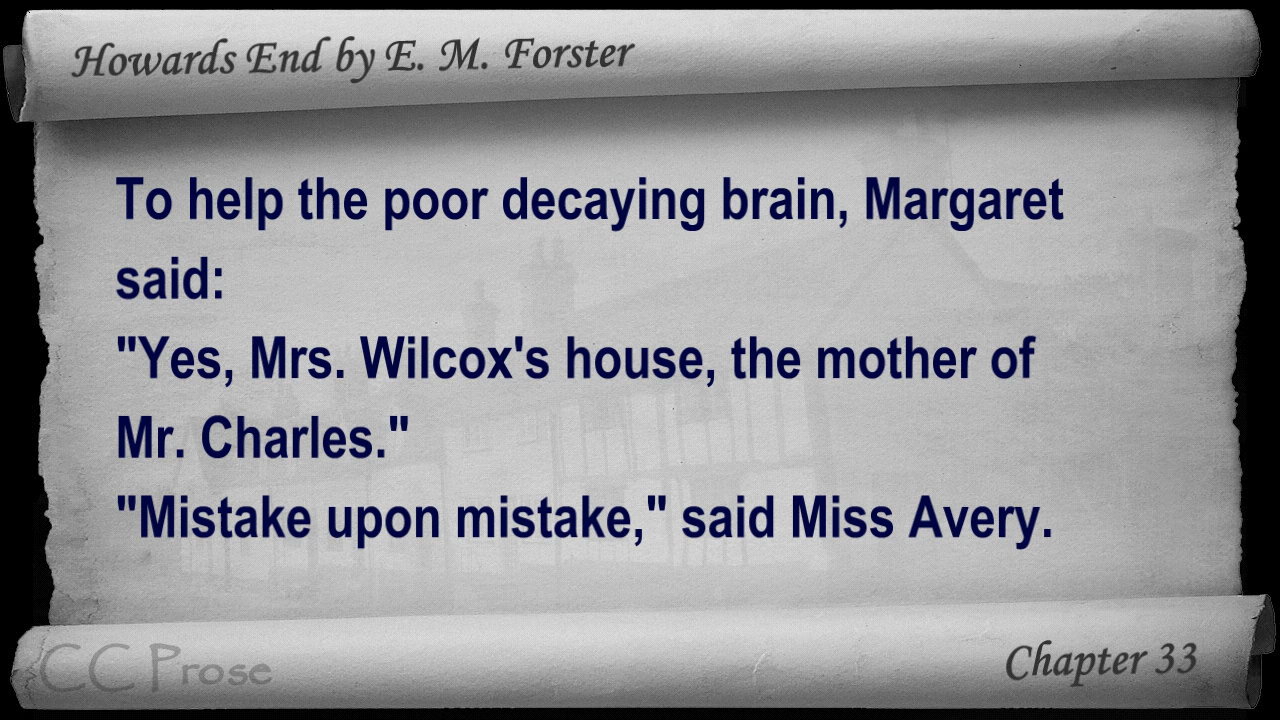 Howards End by E. M. Forster
To help the poor decaying brain, Margaret
said:
"Yes, Mrs. Wilcox's house, the mother of
Mr. Charles."
"Mistake upon mistake," said Miss Avery.
CC Prose
Chapter 33